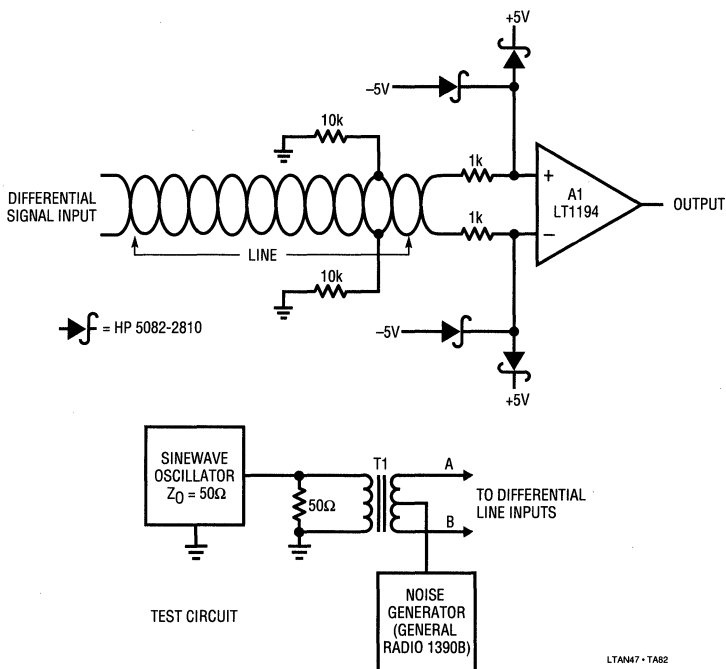 +5V
–5V
10k
1k
DIFFERENTIAL
SIGNAL INPUT
+
A1
LT1194
–
OUTPUT
1k
LINE
10k
= HP 5082-2810
–5V
+5V
SINEWAVE
OSCILLATOR
ZO = 50Ω
50Ω
T1
A
B
TO DIFFERENTIAL
LINE INPUTS
TEST CIRCUIT
NOISE
GENERATOR
(GENERAL
RADIO 1390B)
LTAN47 • TA82